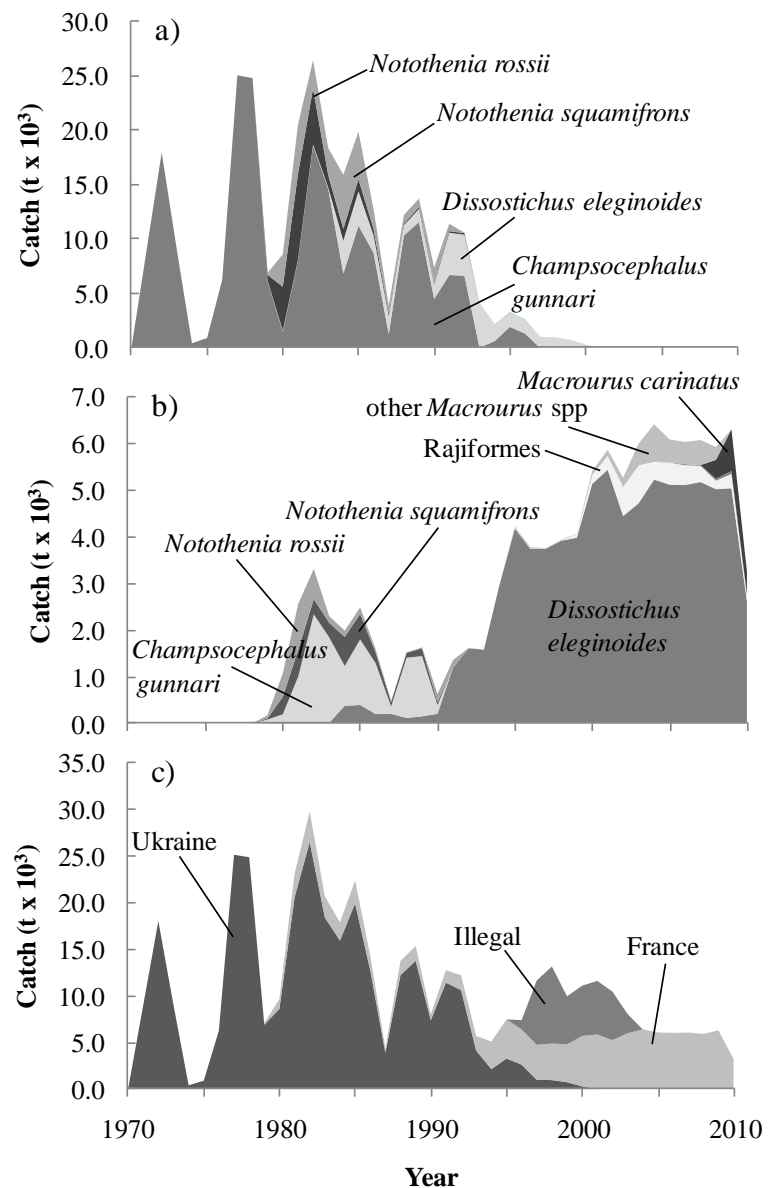 a)
Catch (t x 10³)
30.0
25.0
20.0
15.0
10.0
5.0
0.0
Notothenia rossii
Notothenia squamifrons
Dissostichus eleginoides
Champsocephalus
gunnari
b)
7.0
6.0
5.0
4.0
3.0
2.0
1.0
0.0
Macrourus carinatus
other Macrourus spp
Rajiformes
Notothenia squamifrons
Notothenia rossii
Champsocephalus
gunnari
Dissostichus
eleginoides
c)
Catch (t x 10³)
35.0
30.0
25.0
20.0
15.0
10.0
5.0
0.0
Ukraine
Illegal
France
1970 1980 1990 2000 2010
Year